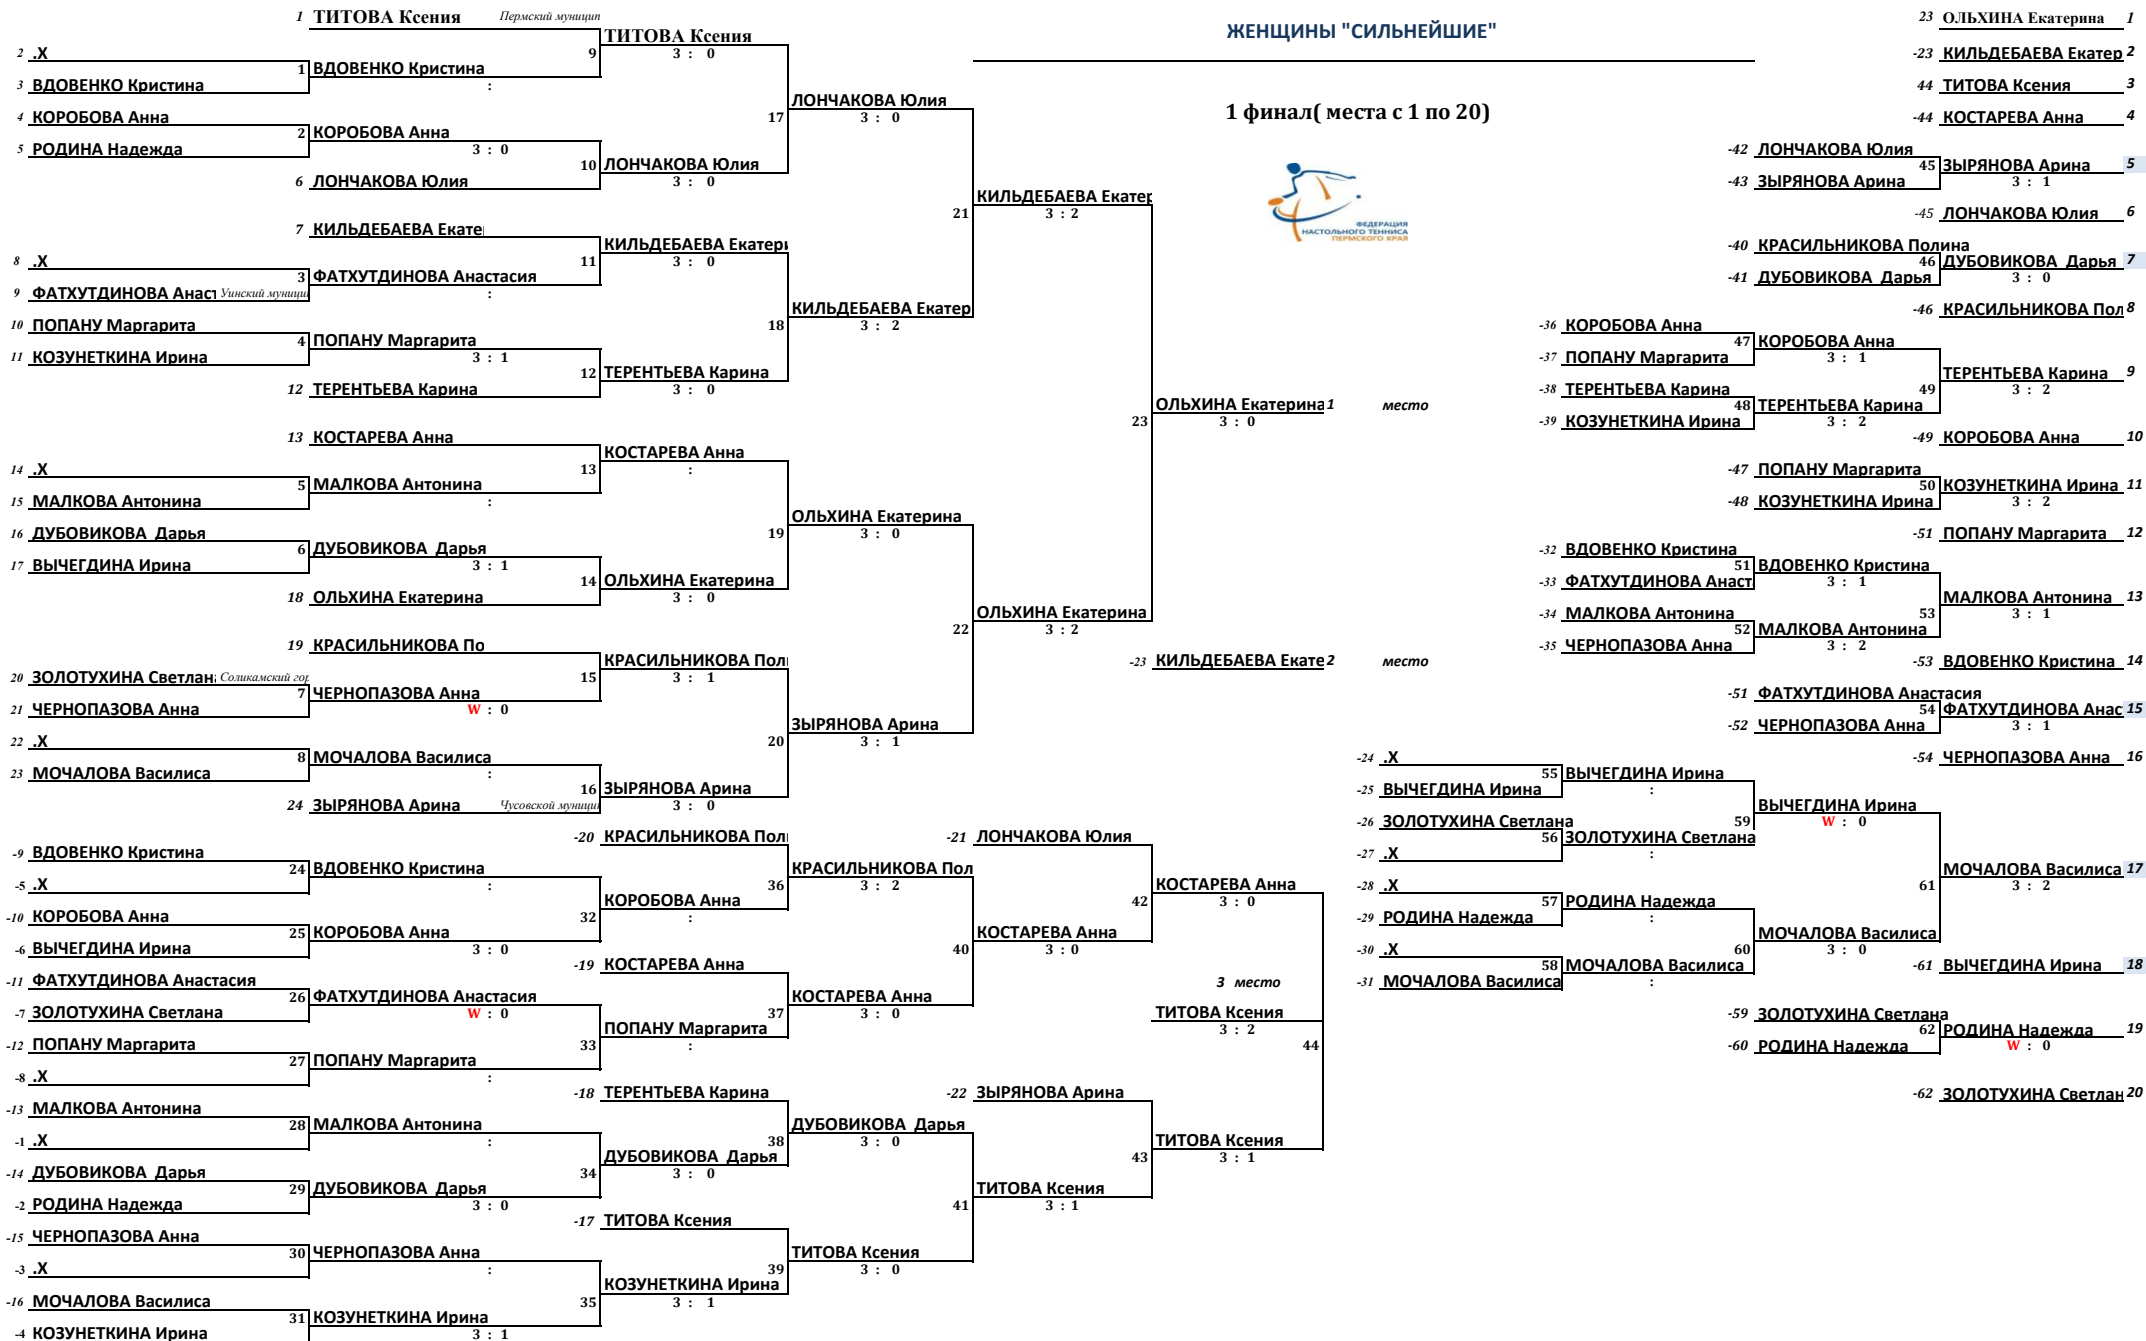 1 ТИТОВА Ксения Пермский муницип
ТИТОВА Ксения
3 : 0
2 .X
1 ВДОВЕНКО Кристина
:
9
3 ВДОВЕНКО Кристина
4 КОРОБОВА Анна
2 КОРОБОВА Анна
3 : 0
5 РОДИНА Надежда
10 ЛОНЧАКОВА Юлия
3 : 0
6 ЛОНЧАКОВА Юлия
17 ЛОНЧАКОВА Юлия
3 : 0
7 КИЛЬДЕБАЕВА Екате
КИЛЬДЕБАЕВА Екатери
11 3 : 0
8 .X
3 ФАТХУТДИНОВА Анастасия
:
9 ФАТХУТДИНОВА Анаст Уинский муници
10 ПОПАНУ Маргарита
4 ПОПАНУ Маргарита
3 : 1
11 КОЗУНЕТКИНА Ирина
12 ТЕРЕНТЬЕВА Карина
3 : 0
12 ТЕРЕНТЬЕВА Карина
18 КИЛЬДЕБАЕВА Екатер
3 : 2
21 КИЛЬДЕБАЕВА Екатер
3 : 2
13 КОСТАРЕВА Анна
13 КОСТАРЕВА Анна
:
14 .X
5 МАЛКОВА Антонина
:
15 МАЛКОВА Антонина
16 ДУБОВИКОВА Дарья
6 ДУБОВИКОВА Дарья
3 : 1
17 ВЫЧЕГДИНА Ирина
14 ОЛЬХИНА Екатерина
3 : 0
18 ОЛЬХИНА Екатерина
19 ОЛЬХИНА Екатерина
3 : 0
19 КРАСИЛЬНИКОВА По
15 КРАСИЛЬНИКОВА Пол
3 : 1
20 ЗОЛОТУХИНА Светлан Соликамский гор
7 ЧЕРНОПАЗОВА Анна
W : 0
21 ЧЕРНОПАЗОВА Анна
22 .X
8 МОЧАЛОВА Василиса
:
23 МОЧАЛОВА Василиса
16 ЗЫРЯНОВА Арина
3 : 0
24 ЗЫРЯНОВА Арина Чусовской муницип
20 ЗЫРЯНОВА Арина
3 : 1
22 ОЛЬХИНА Екатерина
3 : 2
23 ОЛЬХИНА Екатерина 1 место
3 : 0
-23 КИЛЬДЕБАЕВА Екате 2 место
ЖЕНЩИНЫ "СИЛЬНЕЙШИЕ"
1 финал( места с 1 по 20)
ФЕДЕРАЦИЯ
НАСТОЛЬНОГО ТЕННИСА
ПЕРМСКОГО КРАЯ
-9 ВДОВЕНКО Кристина
24 ВДОВЕНКО Кристина
:
-5 .X
-10 КОРОБОВА Анна
25 КОРОБОВА Анна
3 : 0
-6 ВЫЧЕГДИНА Ирина
32 КОРОБОВА Анна
:
-11 ФАТХУТДИНОВА Анастасия
26 ФАТХУТДИНОВА Анастасия
W : 0
-7 ЗОЛОТУХИНА Светлана
-12 ПОПАНУ Маргарита
27 ПОПАНУ Маргарита
:
-8 .X
33 ПОПАНУ Маргарита
:
-13 МАЛКОВА Антонина
28 МАЛКОВА Антонина
:
-1 .X
-14 ДУБОВИКОВА Дарья
29 ДУБОВИКОВА Дарья
3 : 0
-2 РОДИНА Надежда
34 ДУБОВИКОВА Дарья
3 : 0
-15 ЧЕРНОПАЗОВА Анна
30 ЧЕРНОПАЗОВА Анна
:
-3 .X
-16 МОЧАЛОВА Василиса
31 КОЗУНЕТКИНА Ирина
3 : 1
-4 КОЗУНЕТКИНА Ирина
35 КОЗУНЕТКИНА Ирина
3 : 1
-20 КРАСИЛЬНИКОВА Пол
36 КРАСИЛЬНИКОВА Пол
3 : 2
-19 КОСТАРЕВА Анна
37 КОСТАРЕВА Анна
3 : 0
-18 ТЕРЕНТЬЕВА Карина
38 ДУБОВИКОВА Дарья
3 : 0
-17 ТИТОВА Ксения
39 ТИТОВА Ксения
3 : 0
40 КОСТАРЕВА Анна
3 : 0
41 ТИТОВА Ксения
3 : 1
-21 ЛОНЧАКОВА Юлия
42 КОСТАРЕВА Анна
3 : 0
-22 ЗЫРЯНОВА Арина
43 ТИТОВА Ксения
3 : 1
3 место
ТИТОВА Ксения
3 : 2
44
23 ОЛЬХИНА Екатерина 1
-23 КИЛЬДЕБАЕВА Екатер 2
44 ТИТОВА Ксения 3
-44 КОСТАРЕВА Анна 4
-42 ЛОНЧАКОВА Юлия
45 ЗЫРЯНОВА Арина 5
3 : 1
-43 ЗЫРЯНОВА Арина
-45 ЛОНЧАКОВА Юлия 6
-40 КРАСИЛЬНИКОВА Полина
46 ДУБОВИКОВА Дарья 7
3 : 0
-41 ДУБОВИКОВА Дарья
-46 КРАСИЛЬНИКОВА Пол 8
-36 КОРОБОВА Анна
47 КОРОБОВА Анна
3 : 1
-37 ПОПАНУ Маргарита
-38 ТЕРЕНТЬЕВА Карина
48 ТЕРЕНТЬЕВА Карина
3 : 2
-39 КОЗУНЕТКИНА Ирина
49 ТЕРЕНТЬЕВА Карина 9
3 : 2
-49 КОРОБОВА Анна 10
-47 ПОПАНУ Маргарита
50 КОЗУНЕТКИНА Ирина 11
3 : 2
-48 КОЗУНЕТКИНА Ирина
-51 ПОПАНУ Маргарита 12
-32 ВДОВЕНКО Кристина
51 ВДОВЕНКО Кристина
3 : 1
-33 ФАТХУТДИНОВА Анаст
-34 МАЛКОВА Антонина
52 МАЛКОВА Антонина
3 : 2
-35 ЧЕРНОПАЗОВА Анна
53 МАЛКОВА Антонина 13
3 : 1
-53 ВДОВЕНКО Кристина 14
-51 ФАТХУТДИНОВА Анастасия
54 ФАТХУТДИНОВА Анас 15
3 : 1
-52 ЧЕРНОПАЗОВА Анна
-54 ЧЕРНОПАЗОВА Анна 16
-24 .X
55 ВЫЧЕГДИНА Ирина
:
-25 ВЫЧЕГДИНА Ирина
-26 ЗОЛОТУХИНА Светлана
56 ЗОЛОТУХИНА Светлана
:
-27 .X
59 ВЫЧЕГДИНА Ирина
W : 0
-28 .X
57 РОДИНА Надежда
:
-29 РОДИНА Надежда
-30 .X
58 МОЧАЛОВА Василиса
:
-31 МОЧАЛОВА Василиса
60 МОЧАЛОВА Василиса
3 : 0
61 МОЧАЛОВА Василиса 17
3 : 2
-61 ВЫЧЕГДИНА Ирина 18
-59 ЗОЛОТУХИНА Светлана
62 РОДИНА Надежда 19
W : 0
-60 РОДИНА Надежда
-62 ЗОЛОТУХИНА Светлан 20